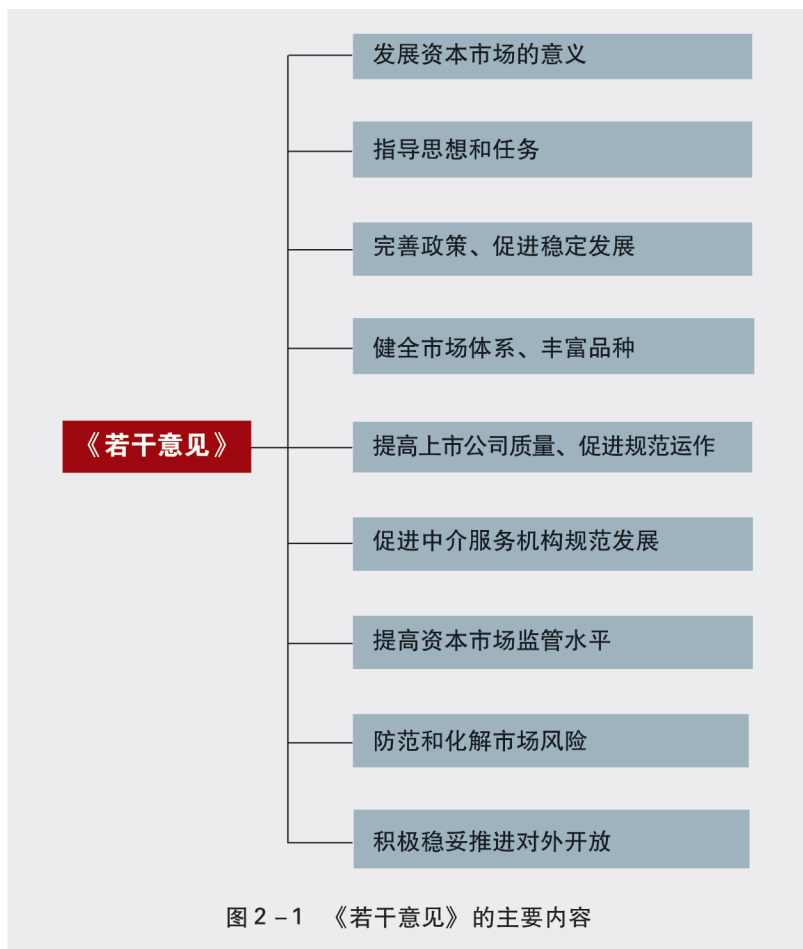 发展资本市场的意义
指导思想和任务
完善政策、促进稳定发展
健全市场体系、丰富品种
《若干意见》
提高上市公司质量、促进规范运作
促进中介服务机构规范发展
提高资本市场监管水平
防范和化解市场风险
积极稳妥推进对外开放
图2-1 《若干意见》的主要内容